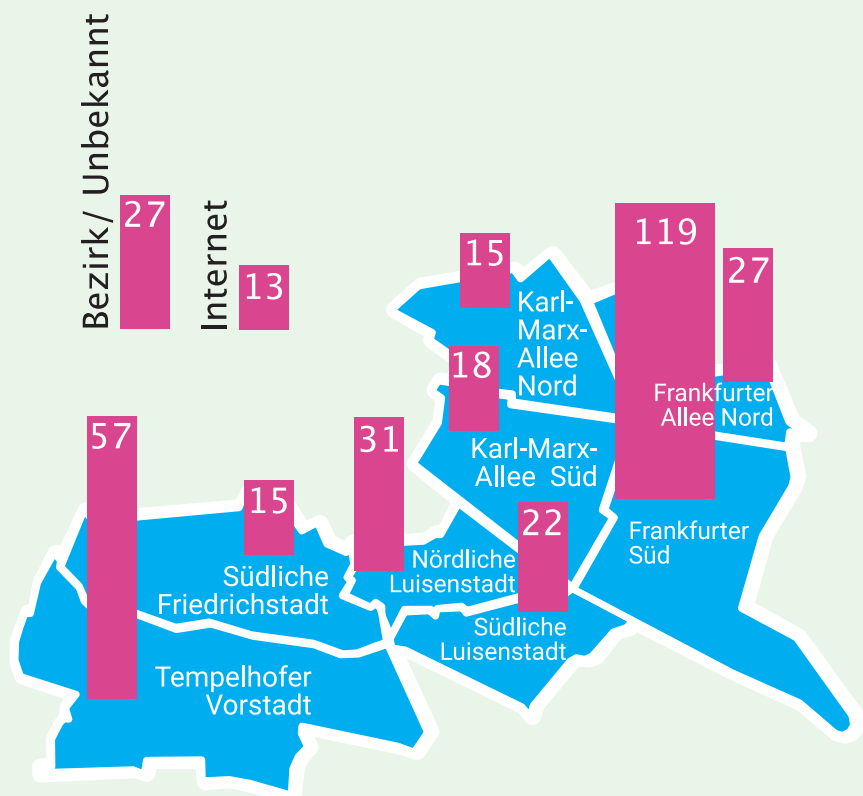 Bezirk/ Unbekannt
27
Internet
13
15
Karl-
Marx-
Allee
Nord
119
27
Frankfurter
Allee Nord
18
Karl-Marx-
Allee Süd
57
15
Südliche
Friedrichstadt
31
Nördliche
Luisenstadt
22
Südliche
Luisenstadt
Frankfurter
Süd
Tempelhofer
Vorstadt